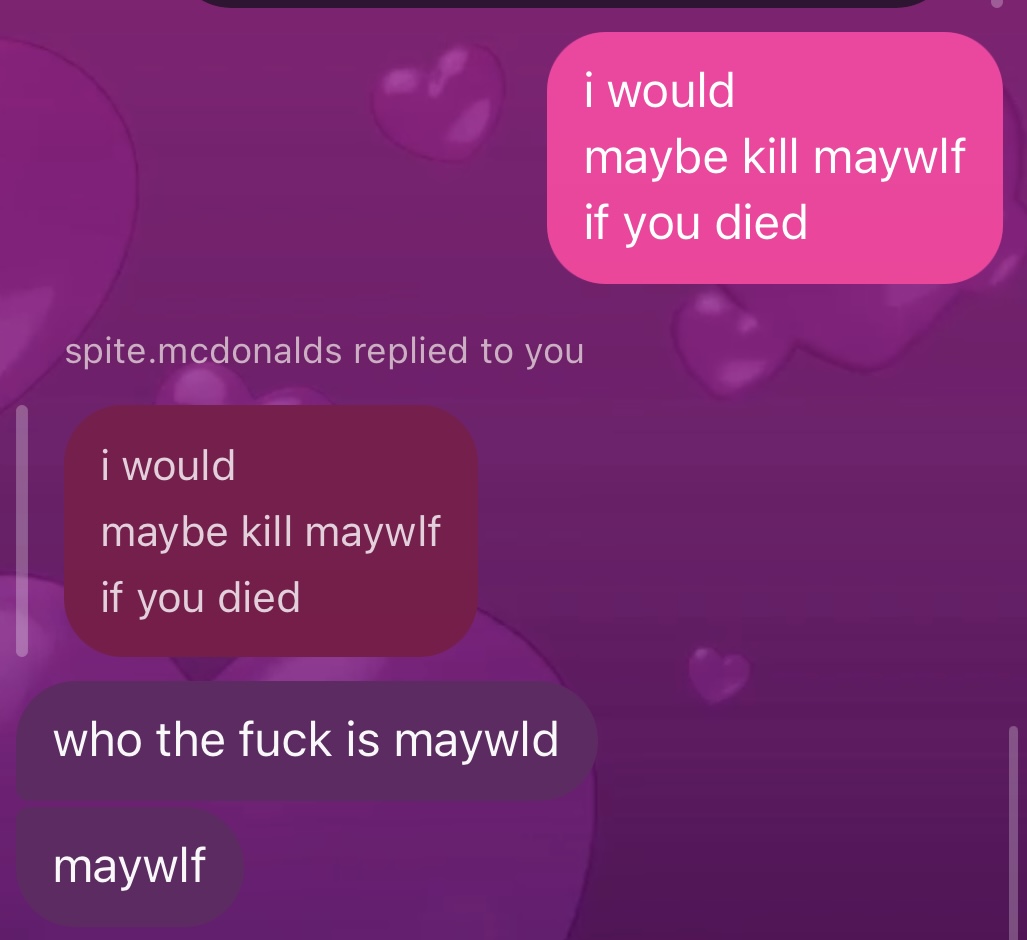 i would
maybe kill maywlf
if you died
spite.mcdonalds replied to you
i would
maybe kill maywlf
if you died
who the fuck is maywld
maywlf